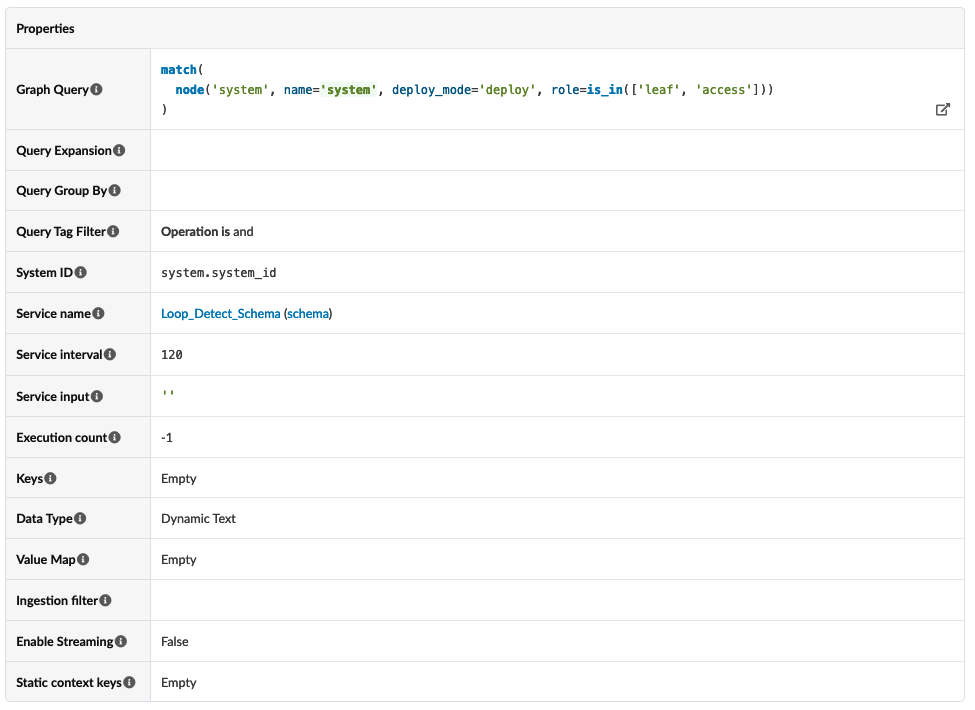 Properties
Graph Query
match(
  node('system', name='system', deploy_mode='deploy', role=is_in(['leaf', 'access']))
)
Query Expansion
Query Group By
Query Tag Filter Operation is and
System ID system.system_id
Service name Loop_Detect_Schema (schema)
Service interval 120
Service input ''
Execution count -1
Keys Empty
Data Type Dynamic Text
Value Map Empty
Ingestion filter
Enable Streaming False
Static context keys Empty